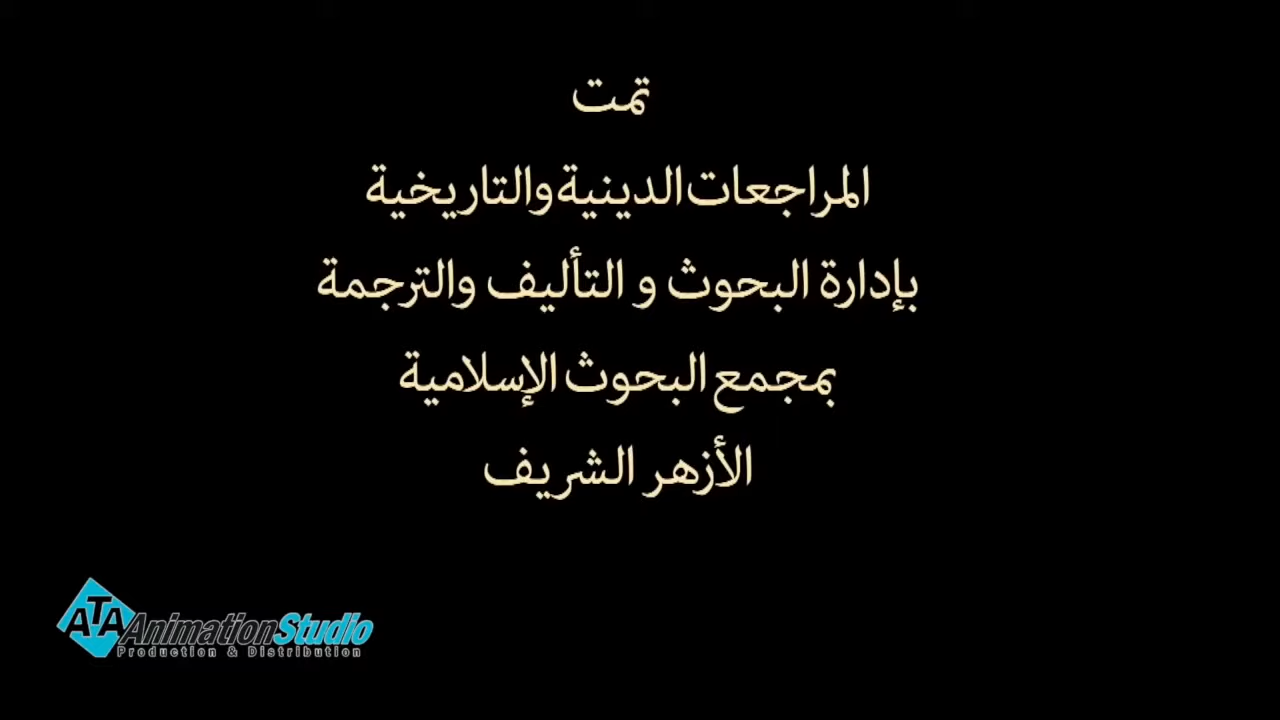 تمت
المراجعات الدينية والتاريخية
بإدارة البحوث و التأليف والترجمة
بمجمع البحوث الإسلامية
الأزهر الشريف
ATA AnimationStudio
Production & Distribution